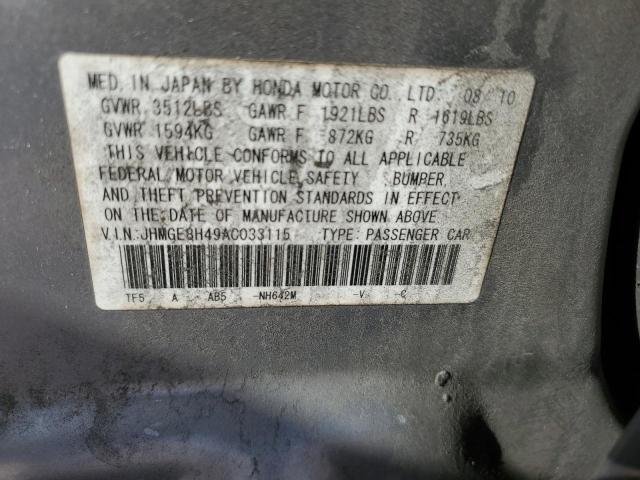 MFD. IN JAPAN BY HONDA MOTOR CO., LTD. 08/10
GVWR 3512LBS GAWR F 1921LBS R 1619LBS
GVWR 1594KG GAWR F 872KG R 735KG
THIS VEHICLE CONFORMS TO ALL APPLICABLE
FEDERAL MOTOR VEHICLE SAFETY BUMPER,
AND THEFT PREVENTION STANDARDS IN EFFECT
ON THE DATE OF MANUFACTURE SHOWN ABOVE
V.I.N.: JHMGE8H49AC033115 TYPE: PASSENGER CAR
TF5 A AB5 -NH642M -V -C